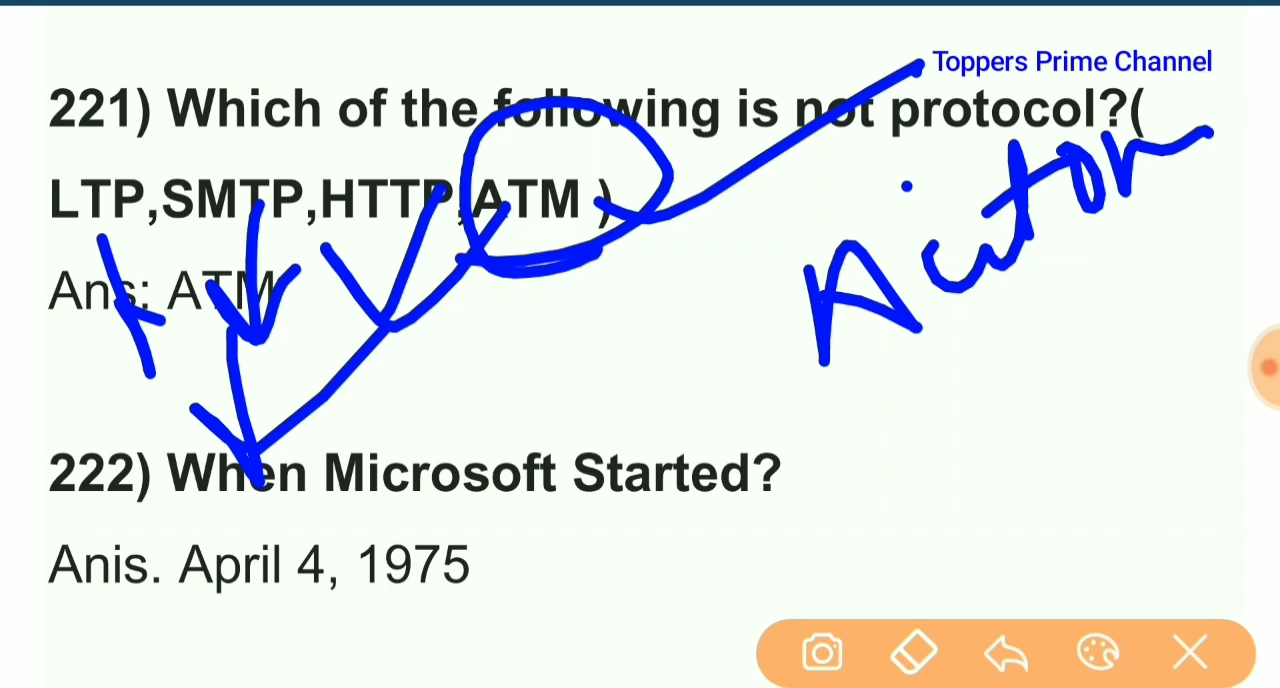 Toppers Prime Channel
221) Which of the following is not protocol?(
LTP,SMTP,HTTP,ATM )
Ans: ATM
222) When Microsoft Started?
Anis. April 4, 1975